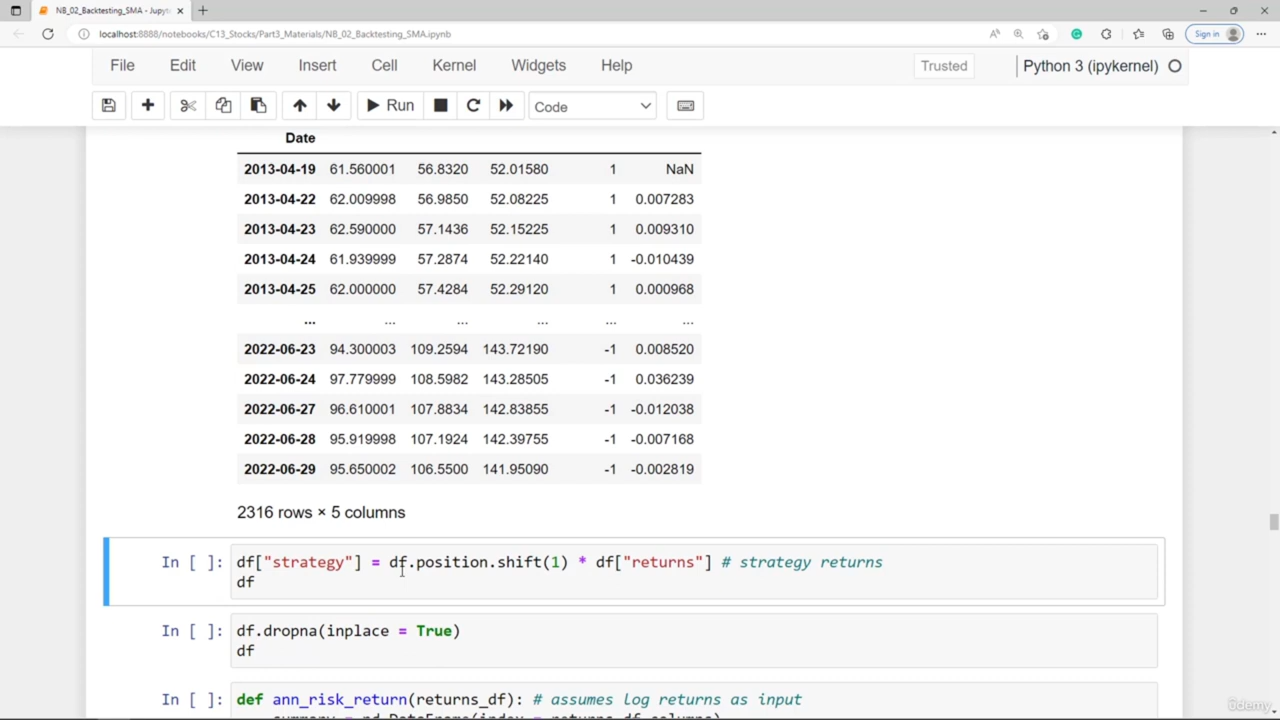 NB_02_Backtesting_SMA - Jupyt
localhost:8888/notebooks/C13_Stocks/Part3_Materials/NB_02_Backtesting_SMA.ipynb
Sign in
File Edit View Insert Cell Kernel Widgets Help Trusted Python 3 (ipykernel)
Run Code
Date
2013-04-19 61.560001 56.8320 52.01580 1 NaN
2013-04-22 62.009998 56.9850 52.08225 1 0.007283
2013-04-23 62.590000 57.1436 52.15225 1 0.009310
2013-04-24 61.939999 57.2874 52.22140 1 -0.010439
2013-04-25 62.000000 57.4284 52.29120 1 0.000968
... ... ... ... ... ...
2022-06-23 94.300003 109.2594 143.72190 -1 0.008520
2022-06-24 97.779999 108.5982 143.28505 -1 0.036239
2022-06-27 96.610001 107.8834 142.83855 -1 -0.012038
2022-06-28 95.919998 107.1924 142.39755 -1 -0.007168
2022-06-29 95.650002 106.5500 141.95090 -1 -0.002819
2316 rows × 5 columns
In [ ]: df["strategy"] = df.position.shift(1) * df["returns"] # strategy returns
df
In [ ]: df.dropna(inplace = True)
df
In [ ]: def ann_risk_return(returns_df): # assumes log returns as input
summary = pd.DataFrame(index = returns_df.columns)
Udemy